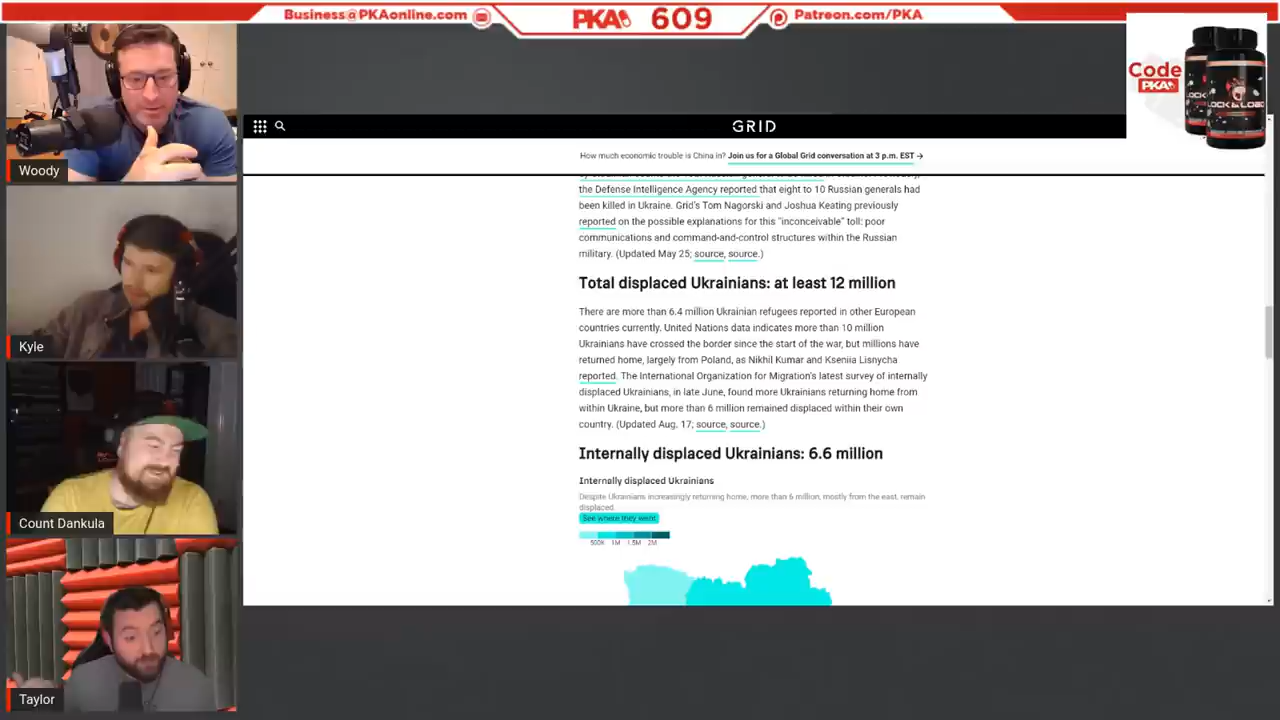 Business@PKAonline.com
PKA 609
Patreon.com/PKA
Code
PKA
LOCK & LOAD
Woody
Kyle
Count Dankula
Taylor
GRID
How much economic trouble is China in? Join us for a Global Grid conversation at 3 p.m. EST →
the Defense Intelligence Agency reported that eight to 10 Russian generals had
been killed in Ukraine. Grid's Tom Nagorski and Joshua Keating previously
reported on the possible explanations for this "inconceivable" toll: poor
communications and command-and-control structures within the Russian
military. (Updated May 25; source, source.)
Total displaced Ukrainians: at least 12 million
There are more than 6.4 million Ukrainian refugees reported in other European
countries currently. United Nations data indicates more than 10 million
Ukrainians have crossed the border since the start of the war, but millions have
returned home, largely from Poland, as Nikhil Kumar and Kseniia Lisnycha
reported. The International Organization for Migration's latest survey of internally
displaced Ukrainians, in late June, found more Ukrainians returning home from
within Ukraine, but more than 6 million remained displaced within their own
country. (Updated Aug. 17; source, source.)
Internally displaced Ukrainians: 6.6 million
Internally displaced Ukrainians
Despite Ukrainians increasingly returning home, more than 6 million, mostly from the east, remain
displaced
See where they went
500K 1M 1.5M 2M